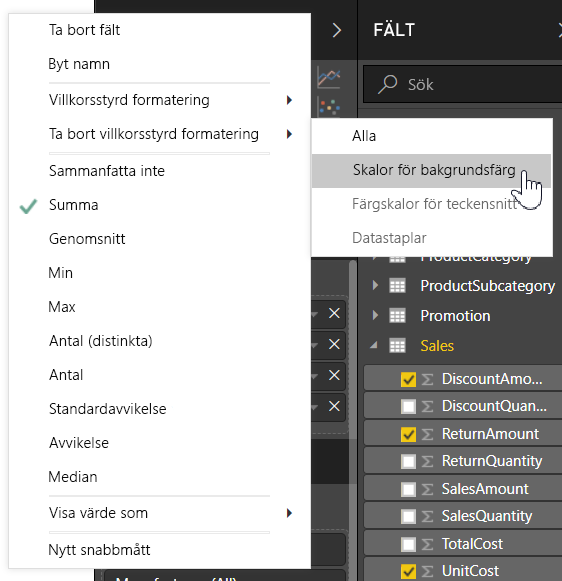 Ta bort fält
Byt namn
Villkorsstyrd formatering
Ta bort villkorsstyrd formatering
Sammanfatta inte
Summa
Genomsnitt
Min
Max
Antal (distinkta)
Antal
Standardavvikelse
Avvikelse
Median
Visa värde som
Nytt snabbmått
Alla
Skalor för bakgrundsfärg
Färgskalor för teckensnitt
Datastaplar
FÄLT
Sök
ProductCategory
ProductSubcategory
Promotion
Sales
DiscountAmo...
DiscountQuan...
ReturnAmount
ReturnQuantity
SalesAmount
SalesQuantity
TotalCost
UnitCost